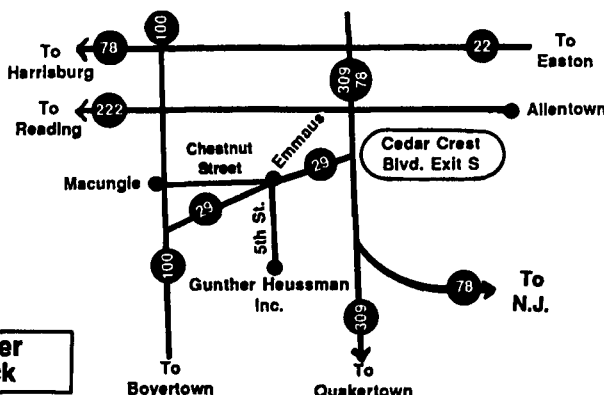 100
To
Harrisburg
78
22
To
Easton
309
78
To
Reading
222
Allentown
Chestnut
Street
Emmaus
29
Cedar Crest
Blvd. Exit S
Macungie
29
5th St.
100
Gunther Heussman
Inc.
78
To
N.J.
309
To
Boyertown
To
Quakertown